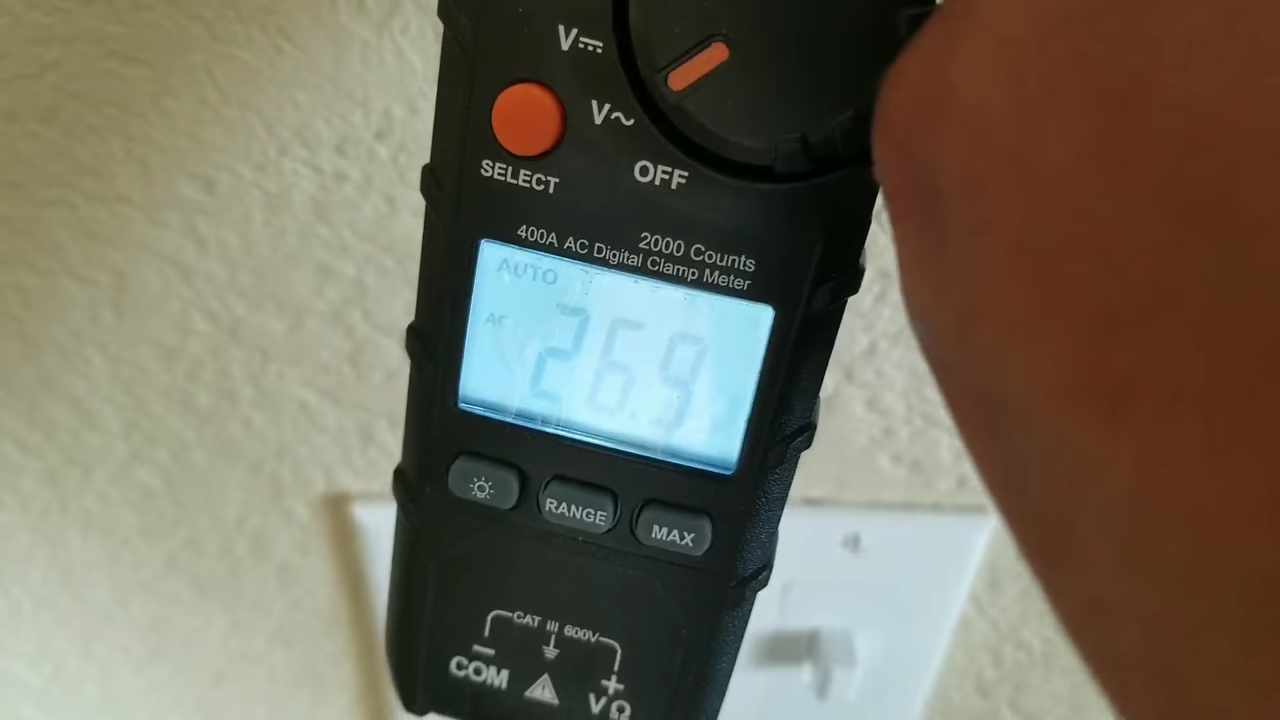 V⎓
V~
OFF
SELECT
2000 Counts
400A AC Digital Clamp Meter
AUTO
AC
26.9
RANGE
MAX
CAT III 600V
COM
VΩ